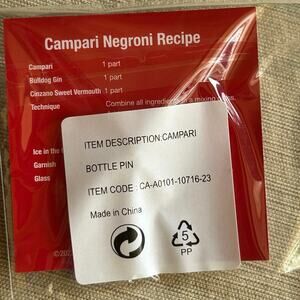 Campari Negroni Recipe
Campari 1 part
Bulldog Gin 1 part
Cinzano Sweet Vermouth 1 part
Technique Combine all ingredients a mixing
Ice in the
Garnish
Glass
ITEM DESCRIPTION:CAMPARI
BOTTLE PIN
ITEM CODE : CA-A0101-10716-23
Made in China
5
PP